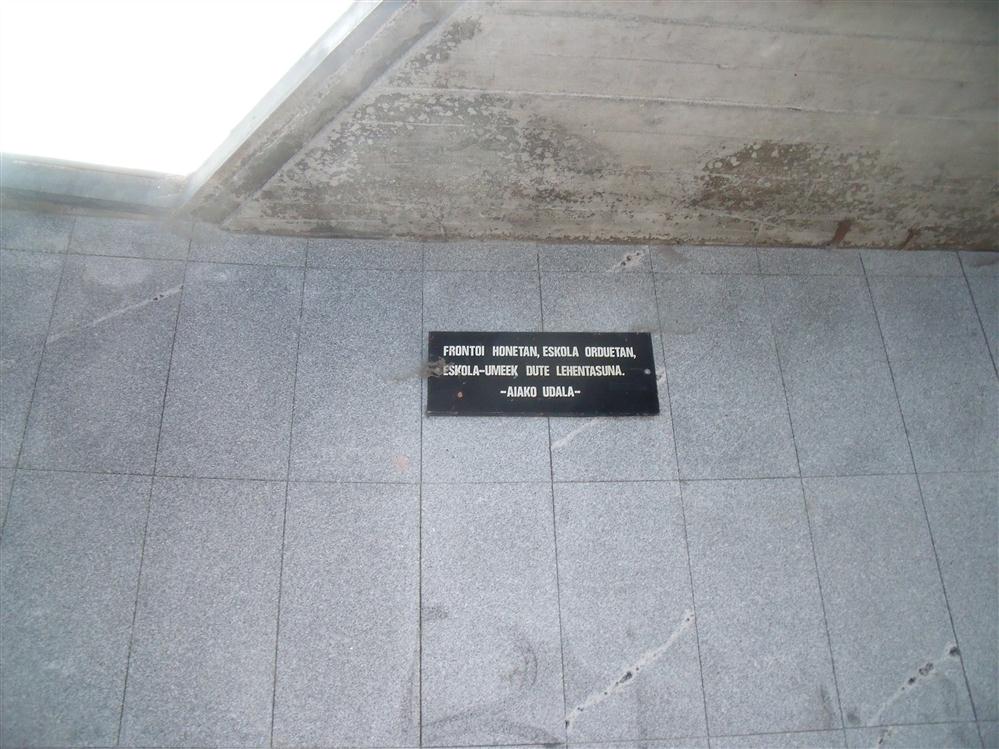 FRONTOI HONETAN, ESKOLA ORDUETAN,
ESKOLA-UMEEK DUTE LEHENTASUNA.
-AIAKO UDALA-